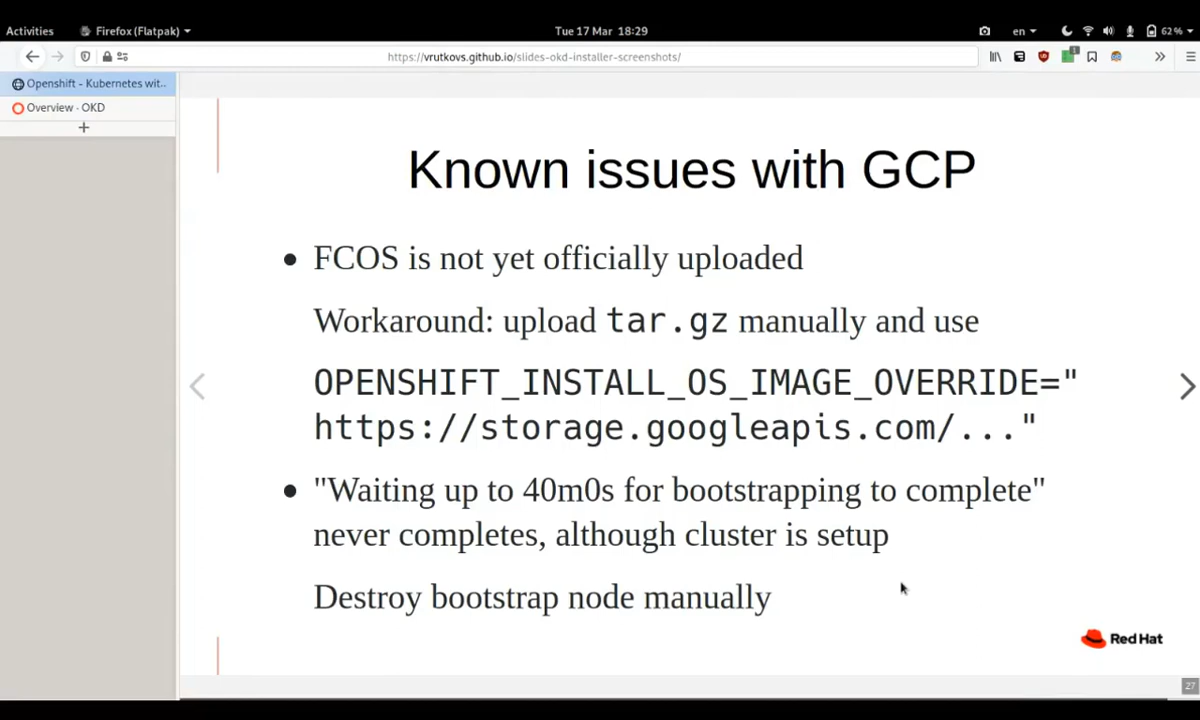 Activities
Firefox (Flatpak)
Tue 17 Mar 18:29
en
62 %
https://vrutkovs.github.io/slides-okd-installer-screenshots/
1
Openshift - Kubernetes wit..
Overview · OKD
Known issues with GCP
FCOS is not yet officially uploaded
Workaround: upload tar.gz manually and use
OPENSHIFT_INSTALL_OS_IMAGE_OVERRIDE="
https://storage.googleapis.com/..."
"Waiting up to 40m0s for bootstrapping to complete"
never completes, although cluster is setup
Destroy bootstrap node manually
Red Hat
27